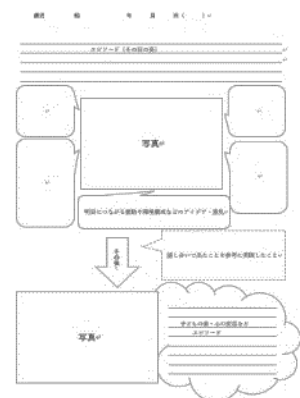 年　月　日（　　）
エピソード（その日の姿）
写真
明日につながる援助や環境構成などのアイデア・意見
その後
話し合いで出たことを参考に実践したこと
写真
子どもの姿・心の変容など
エピソード